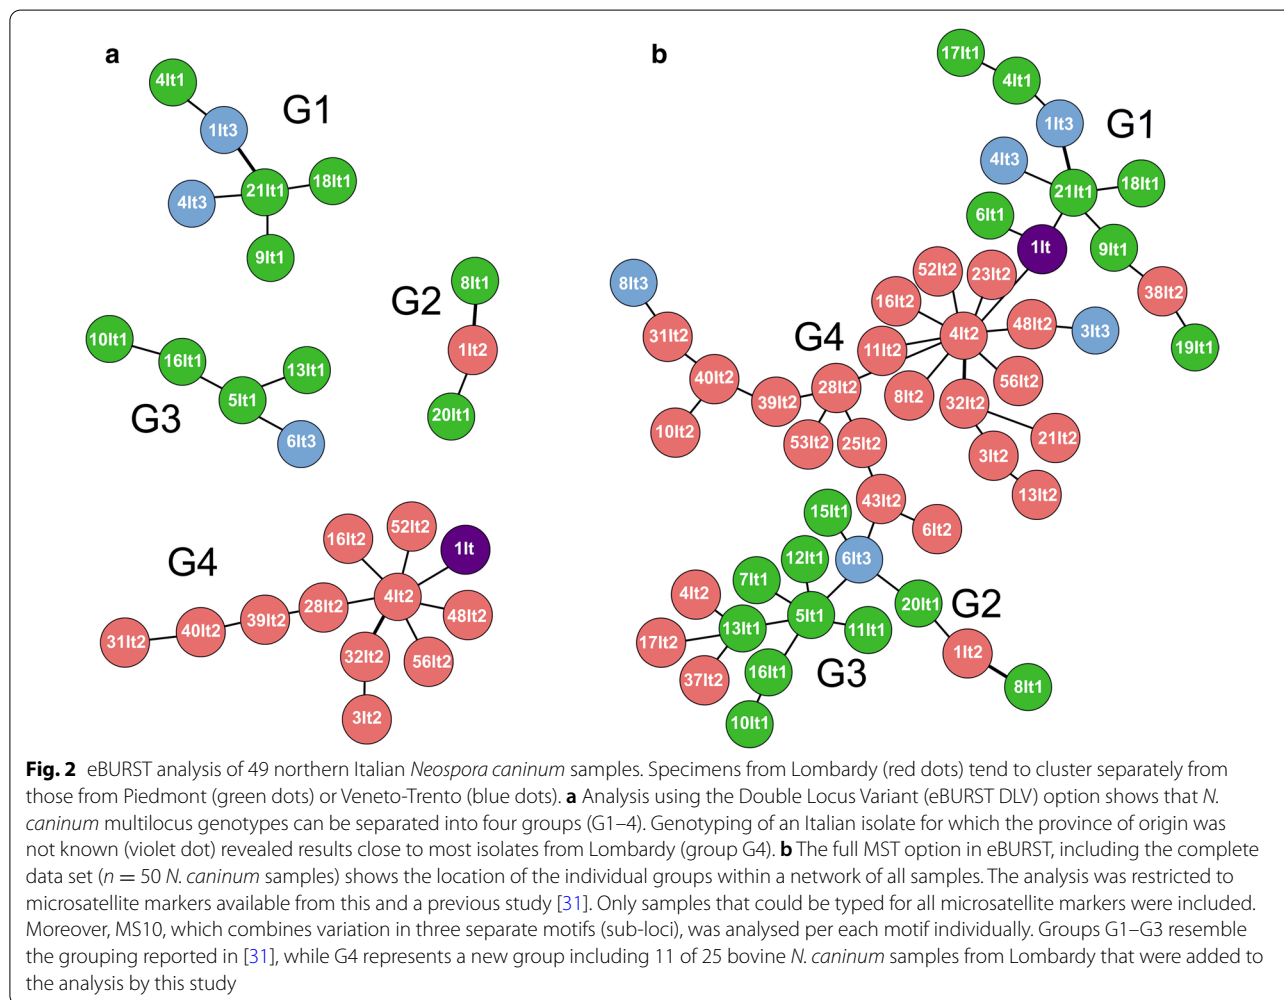 a
4It1
1It3
G1
21It1
18It1
4It3
9It1
8It1
G2
1It2
20It1
10It1
16It1
13It1
5It1
G3
6It3
16It2
52It2
1It
G4
4It2
28It2
48It2
39It2
40It2
31It2
32It2
56It2
3It2
b
17It1
4It1
1It3
G1
4It3
21It1
18It1
6It1
1It
9It1
38It2
19It1
52It2
23It2
16It2
8It3
31It2
G4
11It2
4It2
48It2
3It3
40It2
39It2
28It2
8It2
56It2
32It2
10It2
53It2
25It2
21It2
3It2
13It2
43It2
15It1
6It2
12It1
6It3
7It1
4It2
20It1
G2
5It1
13It1
11It1
17It2
1It2
37It2
16It1
G3
8It1
10It1
Fig. 2 eBURST analysis of 49 northern Italian Neospora caninum samples. Specimens from Lombardy (red dots) tend to cluster separately from
those from Piedmont (green dots) or Veneto-Trento (blue dots). a Analysis using the Double Locus Variant (eBURST DLV) option shows that N.
caninum multilocus genotypes can be separated into four groups (G1–4). Genotyping of an Italian isolate for which the province of origin was
not known (violet dot) revealed results close to most isolates from Lombardy (group G4). b The full MST option in eBURST, including the complete
data set (n = 50 N. caninum samples) shows the location of the individual groups within a network of all samples. The analysis was restricted to
microsatellite markers available from this and a previous study [31]. Only samples that could be typed for all microsatellite markers were included.
Moreover, MS10, which combines variation in three separate motifs (sub-loci), was analysed per each motif individually. Groups G1–G3 resemble
the grouping reported in [31], while G4 represents a new group including 11 of 25 bovine N. caninum samples from Lombardy that were added to
the analysis by this study